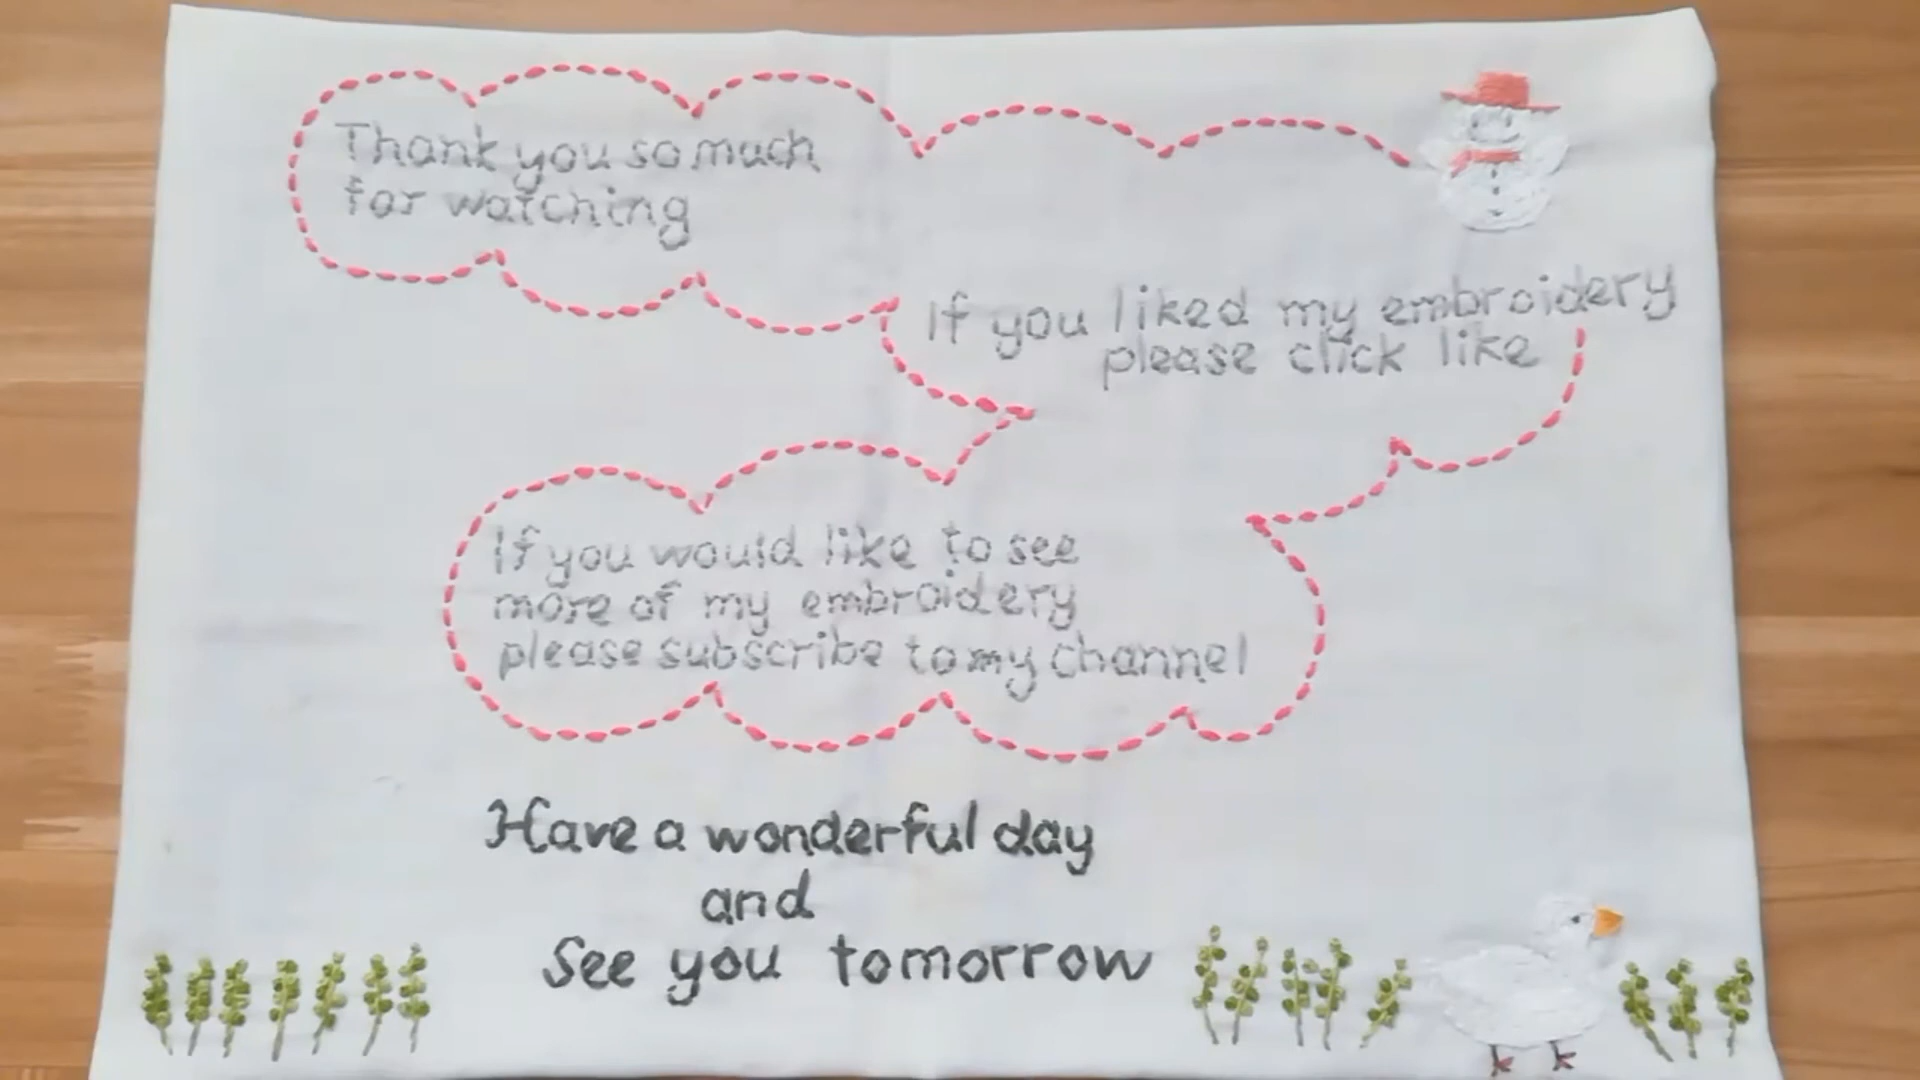 Thank you so much
for watching
If you liked my embroidery
please click like
If you would like to see
more of my embroidery
please subscribe to my channel
Have a wonderful day
and
See you tomorrow